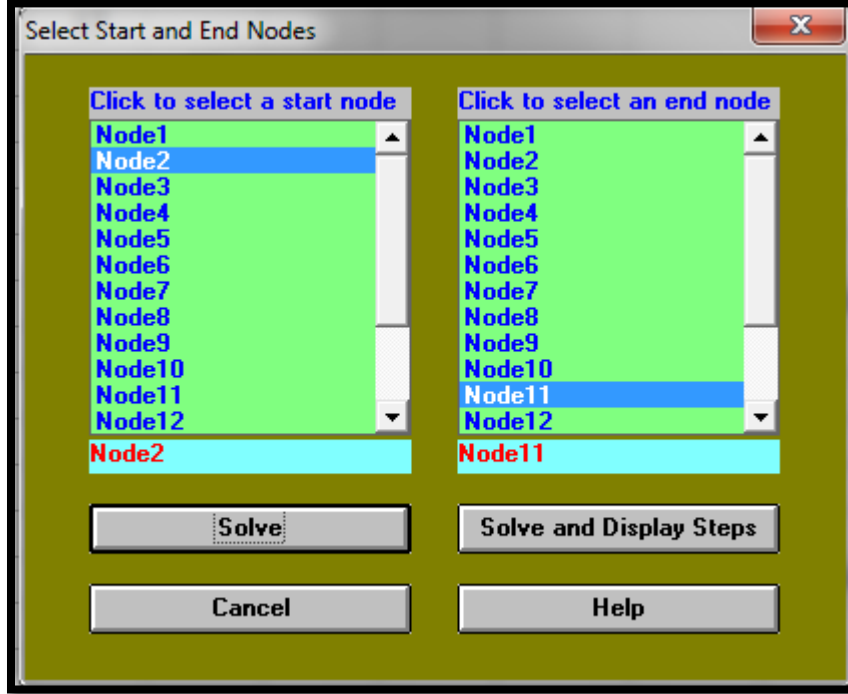 Select Start and End Nodes
Click to select a start node
Node1
Node2
Node3
Node4
Node5
Node6
Node7
Node8
Node9
Node10
Node11
Node12
Node2
Click to select an end node
Node1
Node2
Node3
Node4
Node5
Node6
Node7
Node8
Node9
Node10
Node11
Node12
Node11
Solve
Solve and Display Steps
Cancel
Help